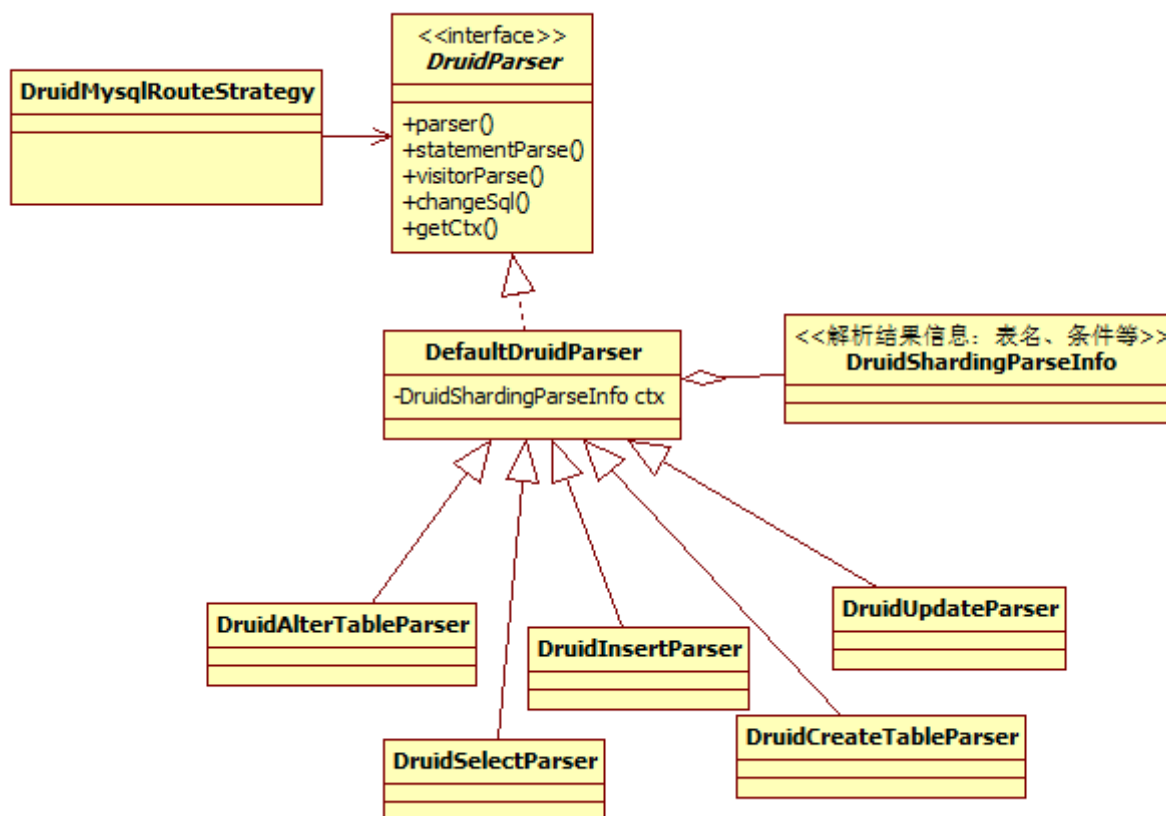 <<interface>>
DruidParser
DruidMysqlRouteStrategy
+parser()
+statementParse()
+visitorParse()
+changeSql()
+getCtx()
DefaultDruidParser
-DruidShardingParseInfo ctx
<<解析结果信息：表名、条件等>>
DruidShardingParseInfo
DruidAlterTableParser
DruidInsertParser
DruidUpdateParser
DruidSelectParser
DruidCreateTableParser